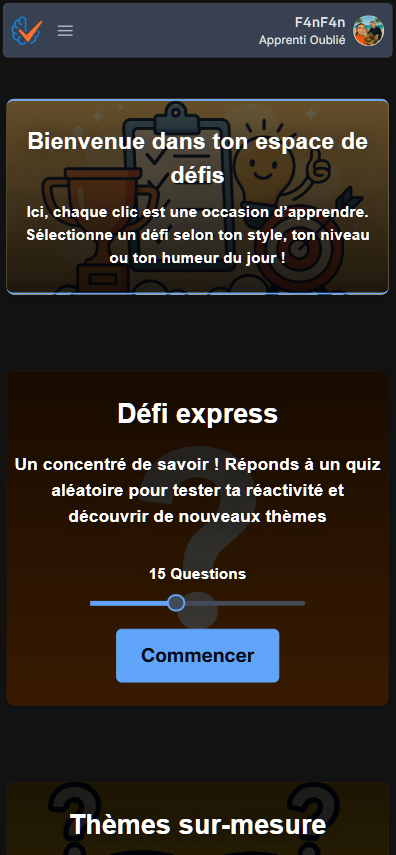 F4nF4n
Apprenti Oublié
Bienvenue dans ton espace de
défis
Ici, chaque clic est une occasion d’apprendre.
Sélectionne un défi selon ton style, ton niveau
ou ton humeur du jour !
Défi express
Un concentré de savoir ! Réponds à un quiz
aléatoire pour tester ta réactivité et
découvrir de nouveaux thèmes
15 Questions
Commencer
Thèmes sur-mesure